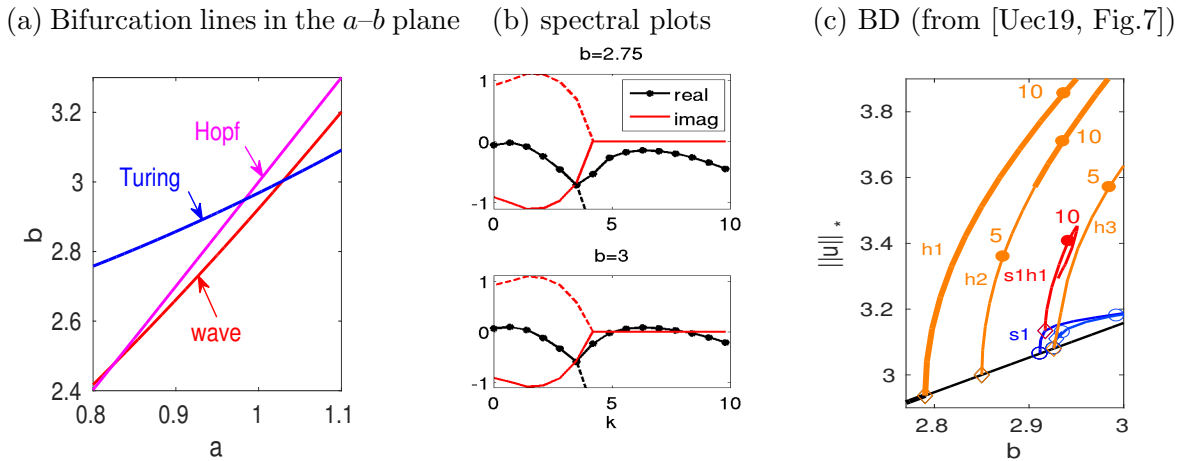 (a) Bifurcation lines in the a–b plane
(b) spectral plots
(c) BD (from [Uec19, Fig.7])
3.2
3
2.8
2.6
2.4
b
Hopf
Turing
wave
0.8
0.9
1
1.1
a
b=2.75
1
0
-1
real
imag
0
5
10
b=3
1
0
-1
0
5
10
k
3.8
3.6
3.4
3.2
3
||u||*
10
10
5
10
5
h1
h2
s1h1
h3
s1
2.8
2.9
3
b